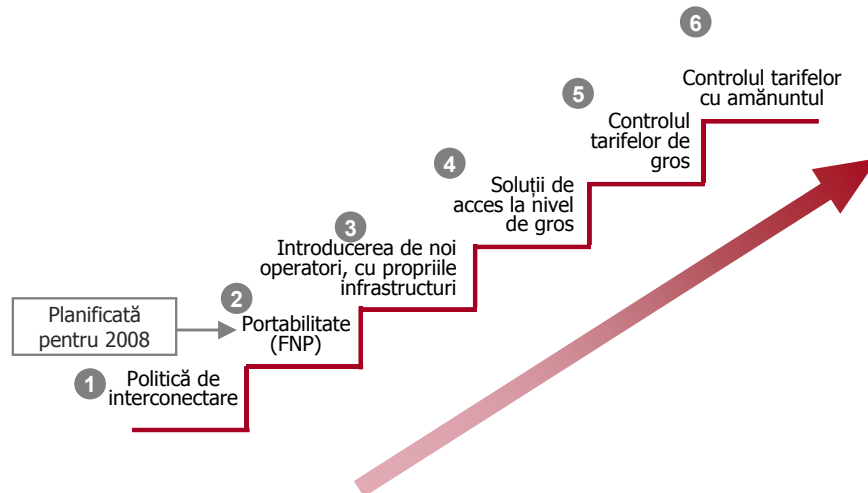 6
Controlul tarifelor
cu amănuntul
5
Controlul
tarifelor de
gros
4
Soluții de
acces la nivel
de gros
3
Introducerea de noi
operatori, cu propriile
infrastructuri
2
Portabilitate
(FNP)
Planificată
pentru 2008
1
Politică de
interconectare